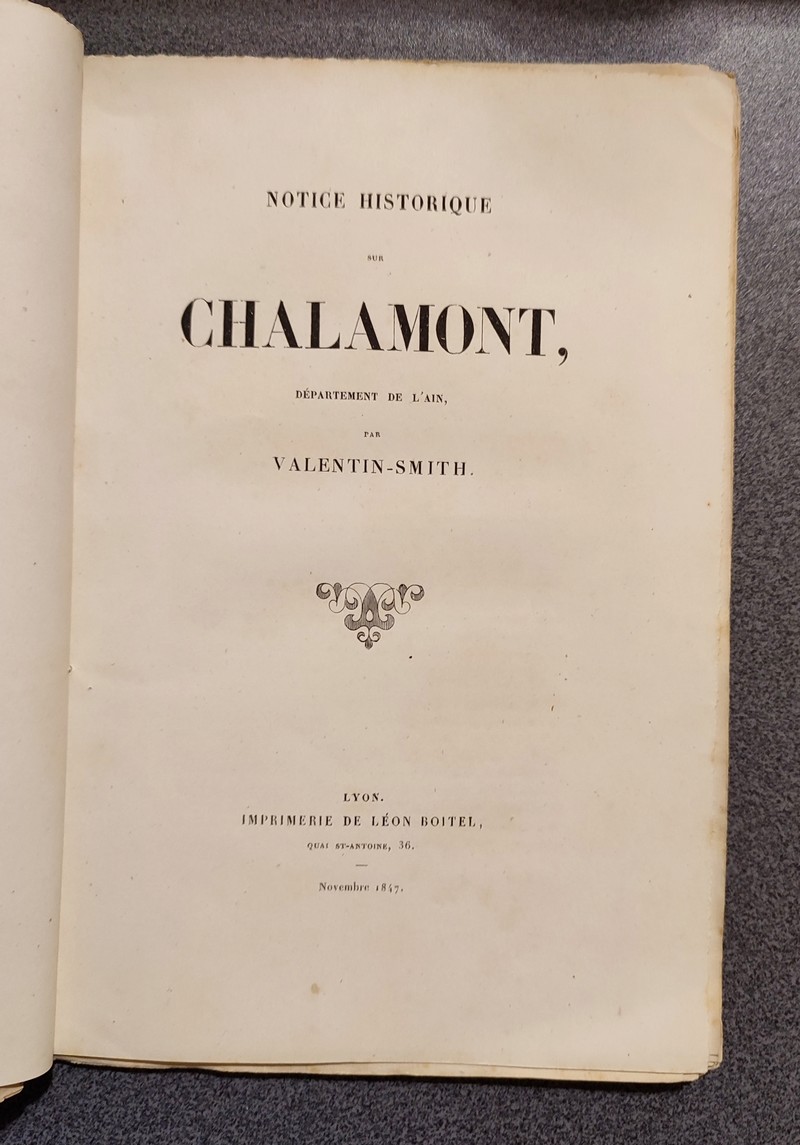 NOTICE HISTORIQUE
SUR
CHALAMONT,
DÉPARTEMENT DE L'AIN,
PAR
VALENTIN-SMITH.
LYON.
IMPRIMERIE DE LÉON BOITEL,
QUAI ST-ANTOINE, 36.
Novembre 1847.